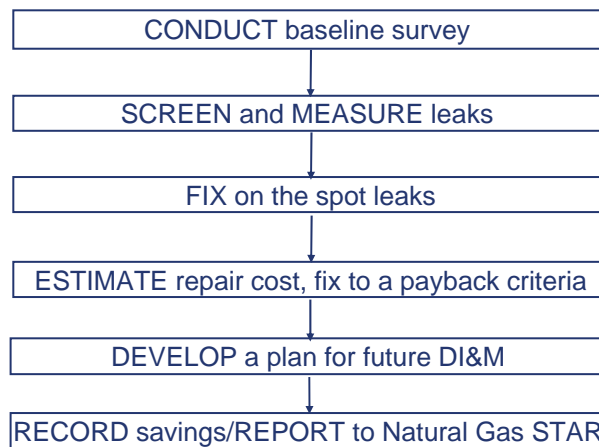 CONDUCT baseline survey
SCREEN and MEASURE leaks
FIX on the spot leaks
ESTIMATE repair cost, fix to a payback criteria
DEVELOP a plan for future DI&M
RECORD savings/REPORT to Natural Gas STAR